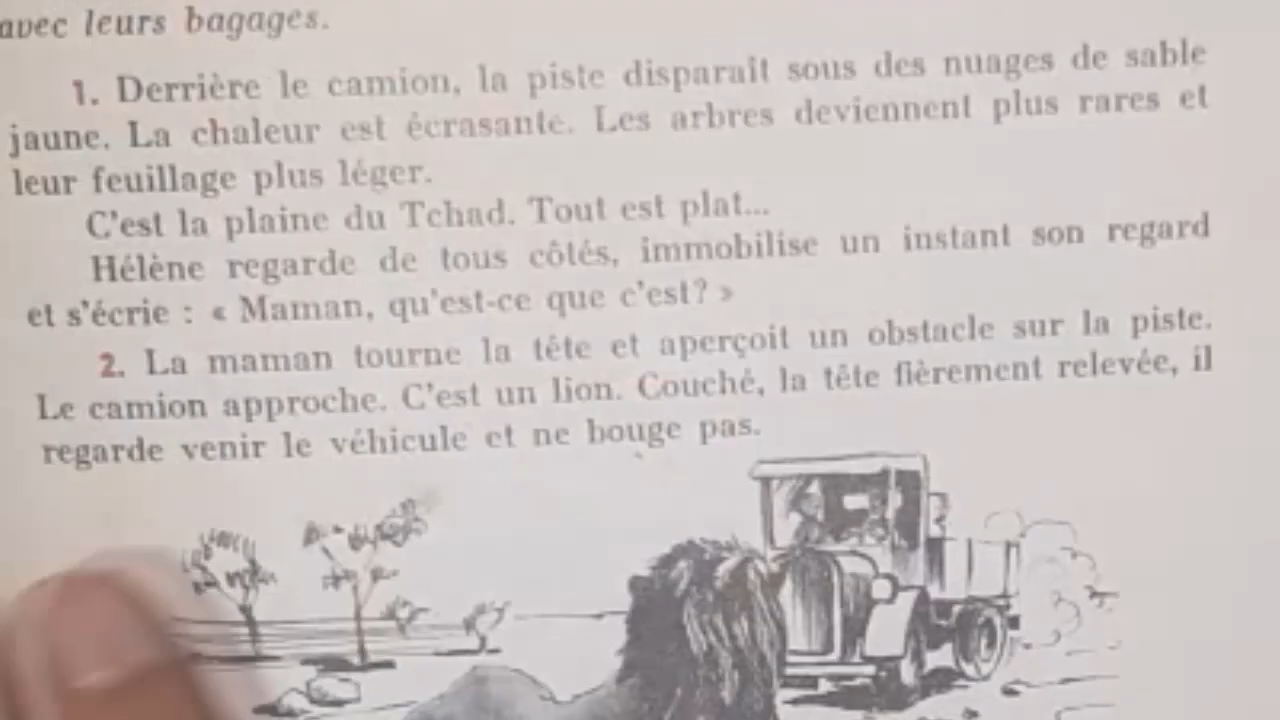 avec leurs bagages.
1. Derrière le camion, la piste disparaît sous des nuages de sable
jaune. La chaleur est écrasante. Les arbres deviennent plus rares et
leur feuillage plus léger.
C'est la plaine du Tchad. Tout est plat...
Hélène regarde de tous côtés, immobilise un instant son regard
et s'écrie : « Maman, qu'est-ce que c'est? »
2. La maman tourne la tête et aperçoit un obstacle sur la piste.
Le camion approche. C'est un lion. Couché, la tête fièrement relevée, il
regarde venir le véhicule et ne bouge pas.